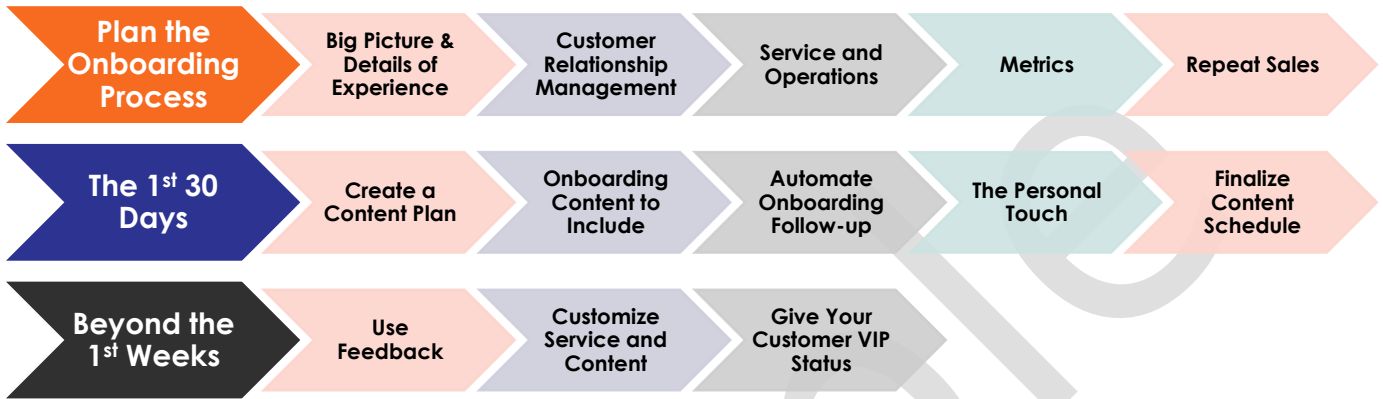 Plan the
Onboarding
Process
Big Picture &
Details of
Experience
Customer
Relationship
Management
Service and
Operations
Metrics
Repeat Sales
The 1st 30
Days
Create a
Content Plan
Onboarding
Content to
Include
Automate
Onboarding
Follow-up
The Personal
Touch
Finalize
Content
Schedule
Beyond the
1st Weeks
Use
Feedback
Customize
Service and
Content
Give Your
Customer VIP
Status